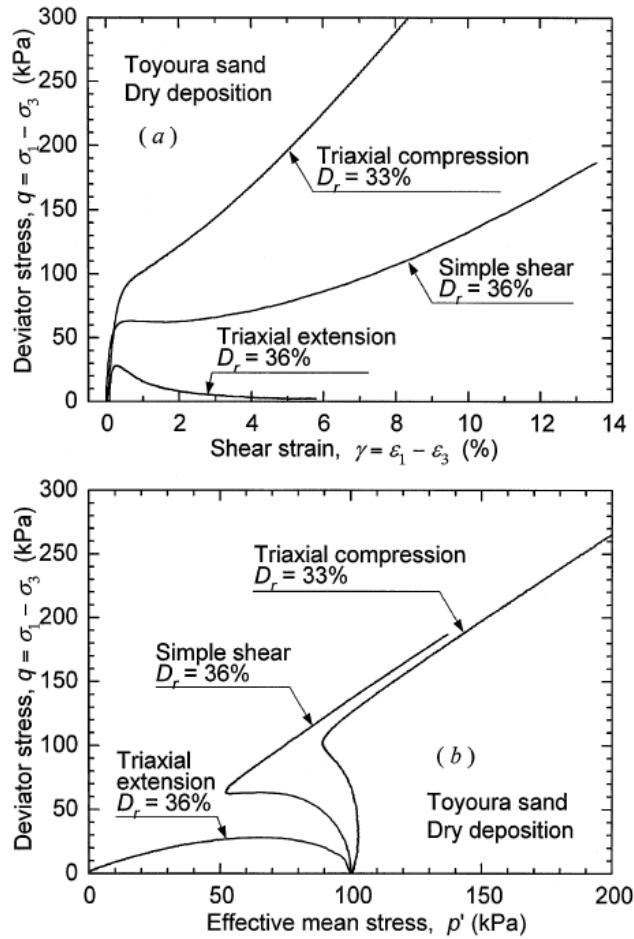 300
250
200
150
100
50
0
Deviator stress, q = σ₁ − σ₃ (kPa)
Toyoura sand
Dry deposition
(a)
Triaxial compression
Dᵣ = 33%
Simple shear
Dᵣ = 36%
Triaxial extension
Dᵣ = 36%
0 2 4 6 8 10 12 14
Shear strain, γ = ε₁ − ε₃ (%)
300
250
200
150
100
50
0
Deviator stress, q = σ₁ − σ₃ (kPa)
Triaxial compression
Dᵣ = 33%
Simple shear
Dᵣ = 36%
Triaxial
extension
Dᵣ = 36%
(b)
Toyoura sand
Dry deposition
0 50 100 150 200
Effective mean stress, p' (kPa)